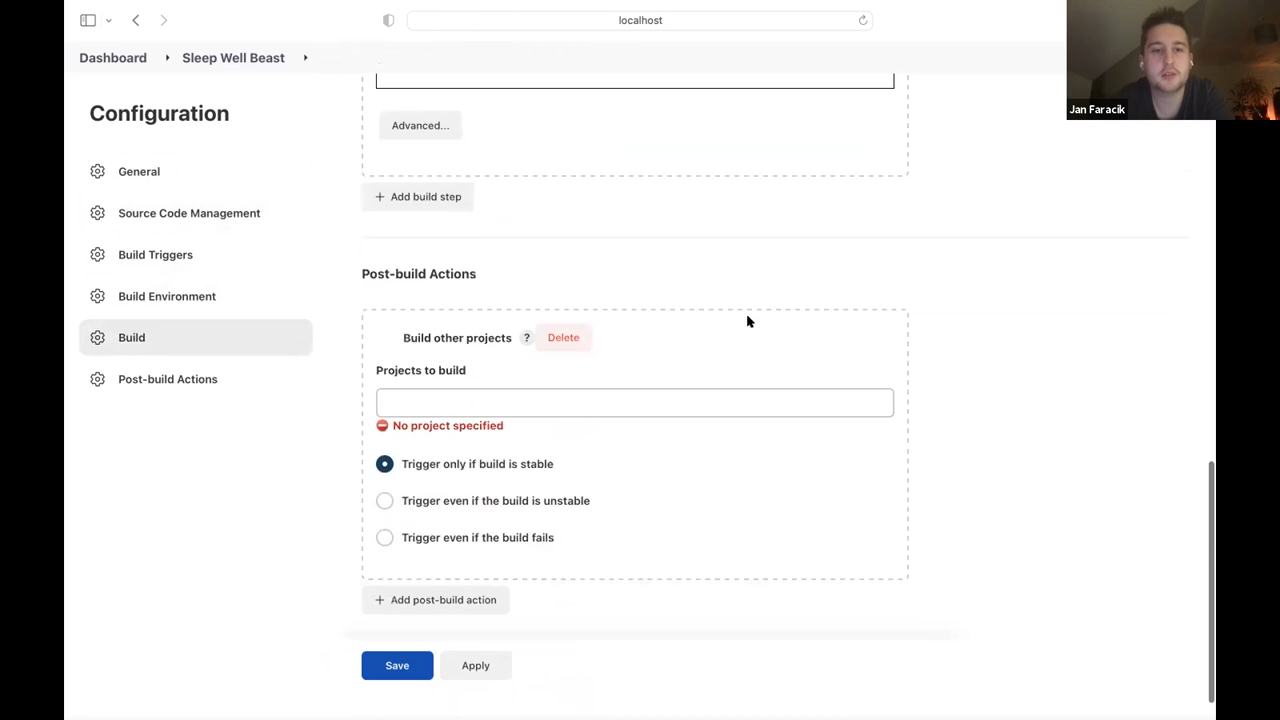 localhost
Dashboard
Sleep Well Beast
Jan Faracik
Configuration
General
Source Code Management
Build Triggers
Build Environment
Build
Post-build Actions
Advanced...
+ Add build step
Post-build Actions
Build other projects ? Delete
Projects to build
No project specified
Trigger only if build is stable
Trigger even if the build is unstable
Trigger even if the build fails
+ Add post-build action
Save
Apply